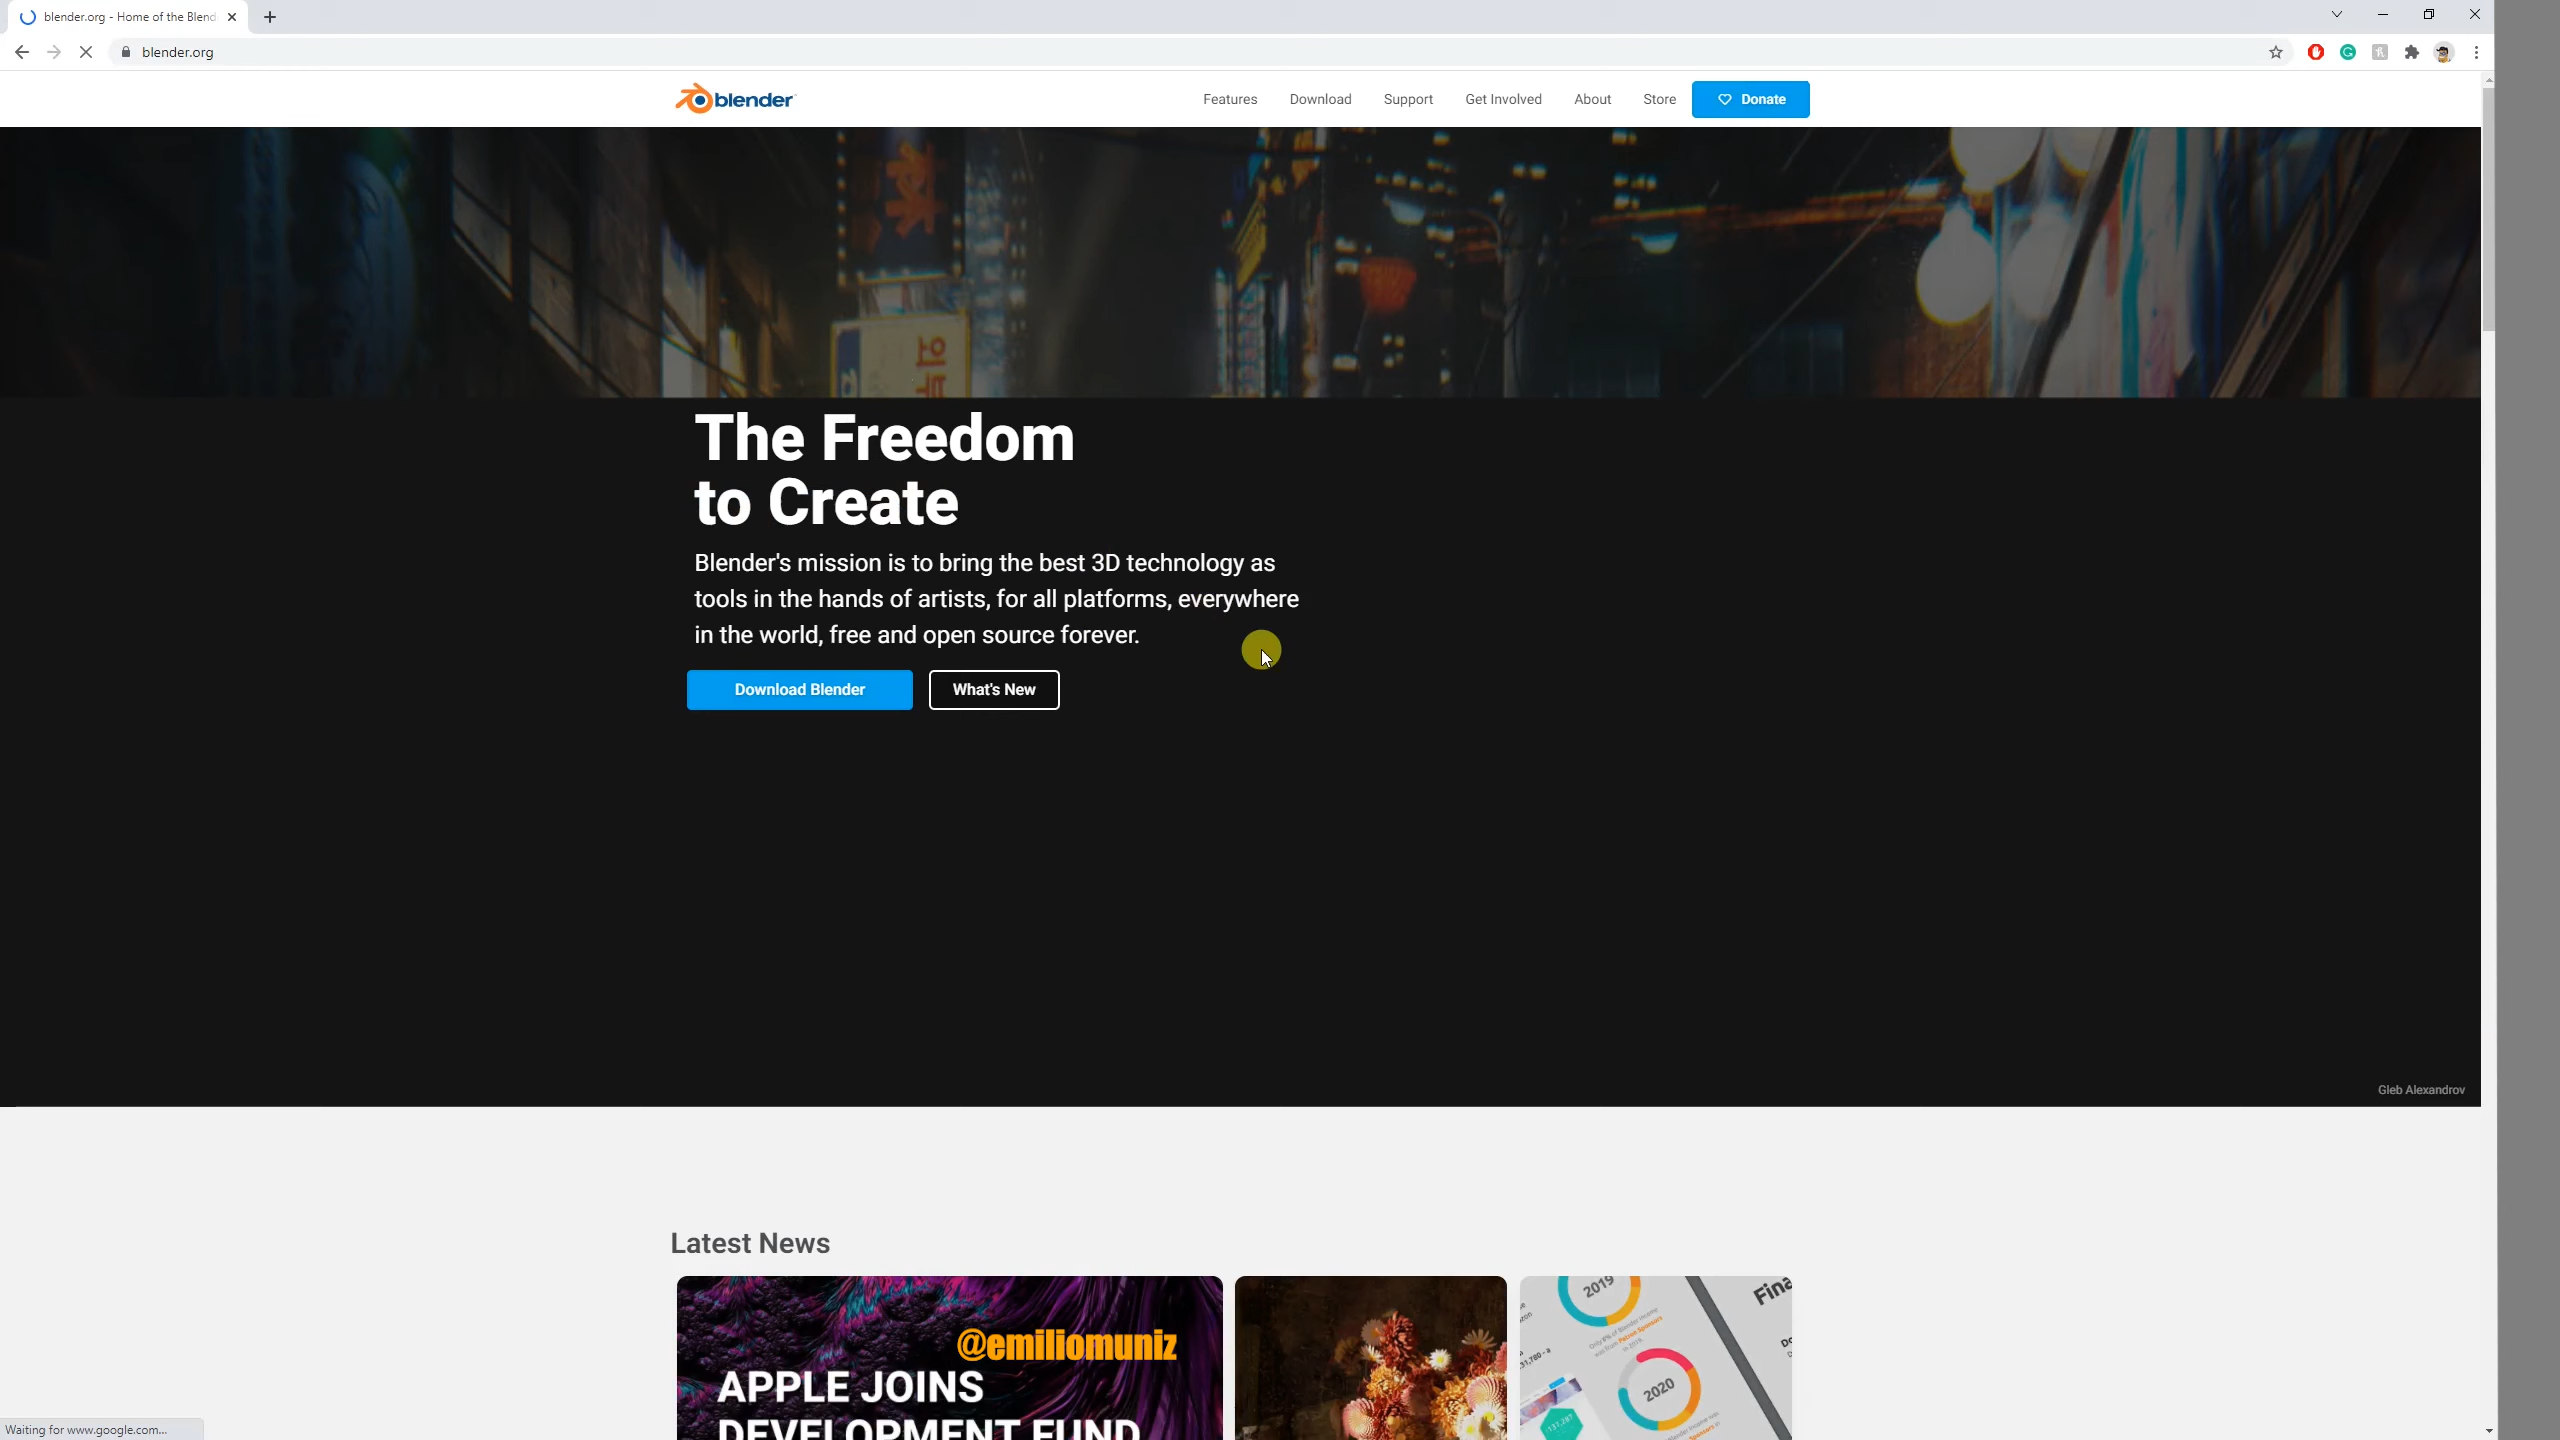 blender.org - Home of the Blend
blender.org
blender
Features
Download
Support
Get Involved
About
Store
Donate
The Freedom
to Create
Blender's mission is to bring the best 3D technology as
tools in the hands of artists, for all platforms, everywhere
in the world, free and open source forever.
Download Blender
What's New
Gleb Alexandrov
Latest News
@emiliomuniz
APPLE JOINS
DEVELOPMENT FUND
2019
2020
Fina
Waiting for www.google.com...